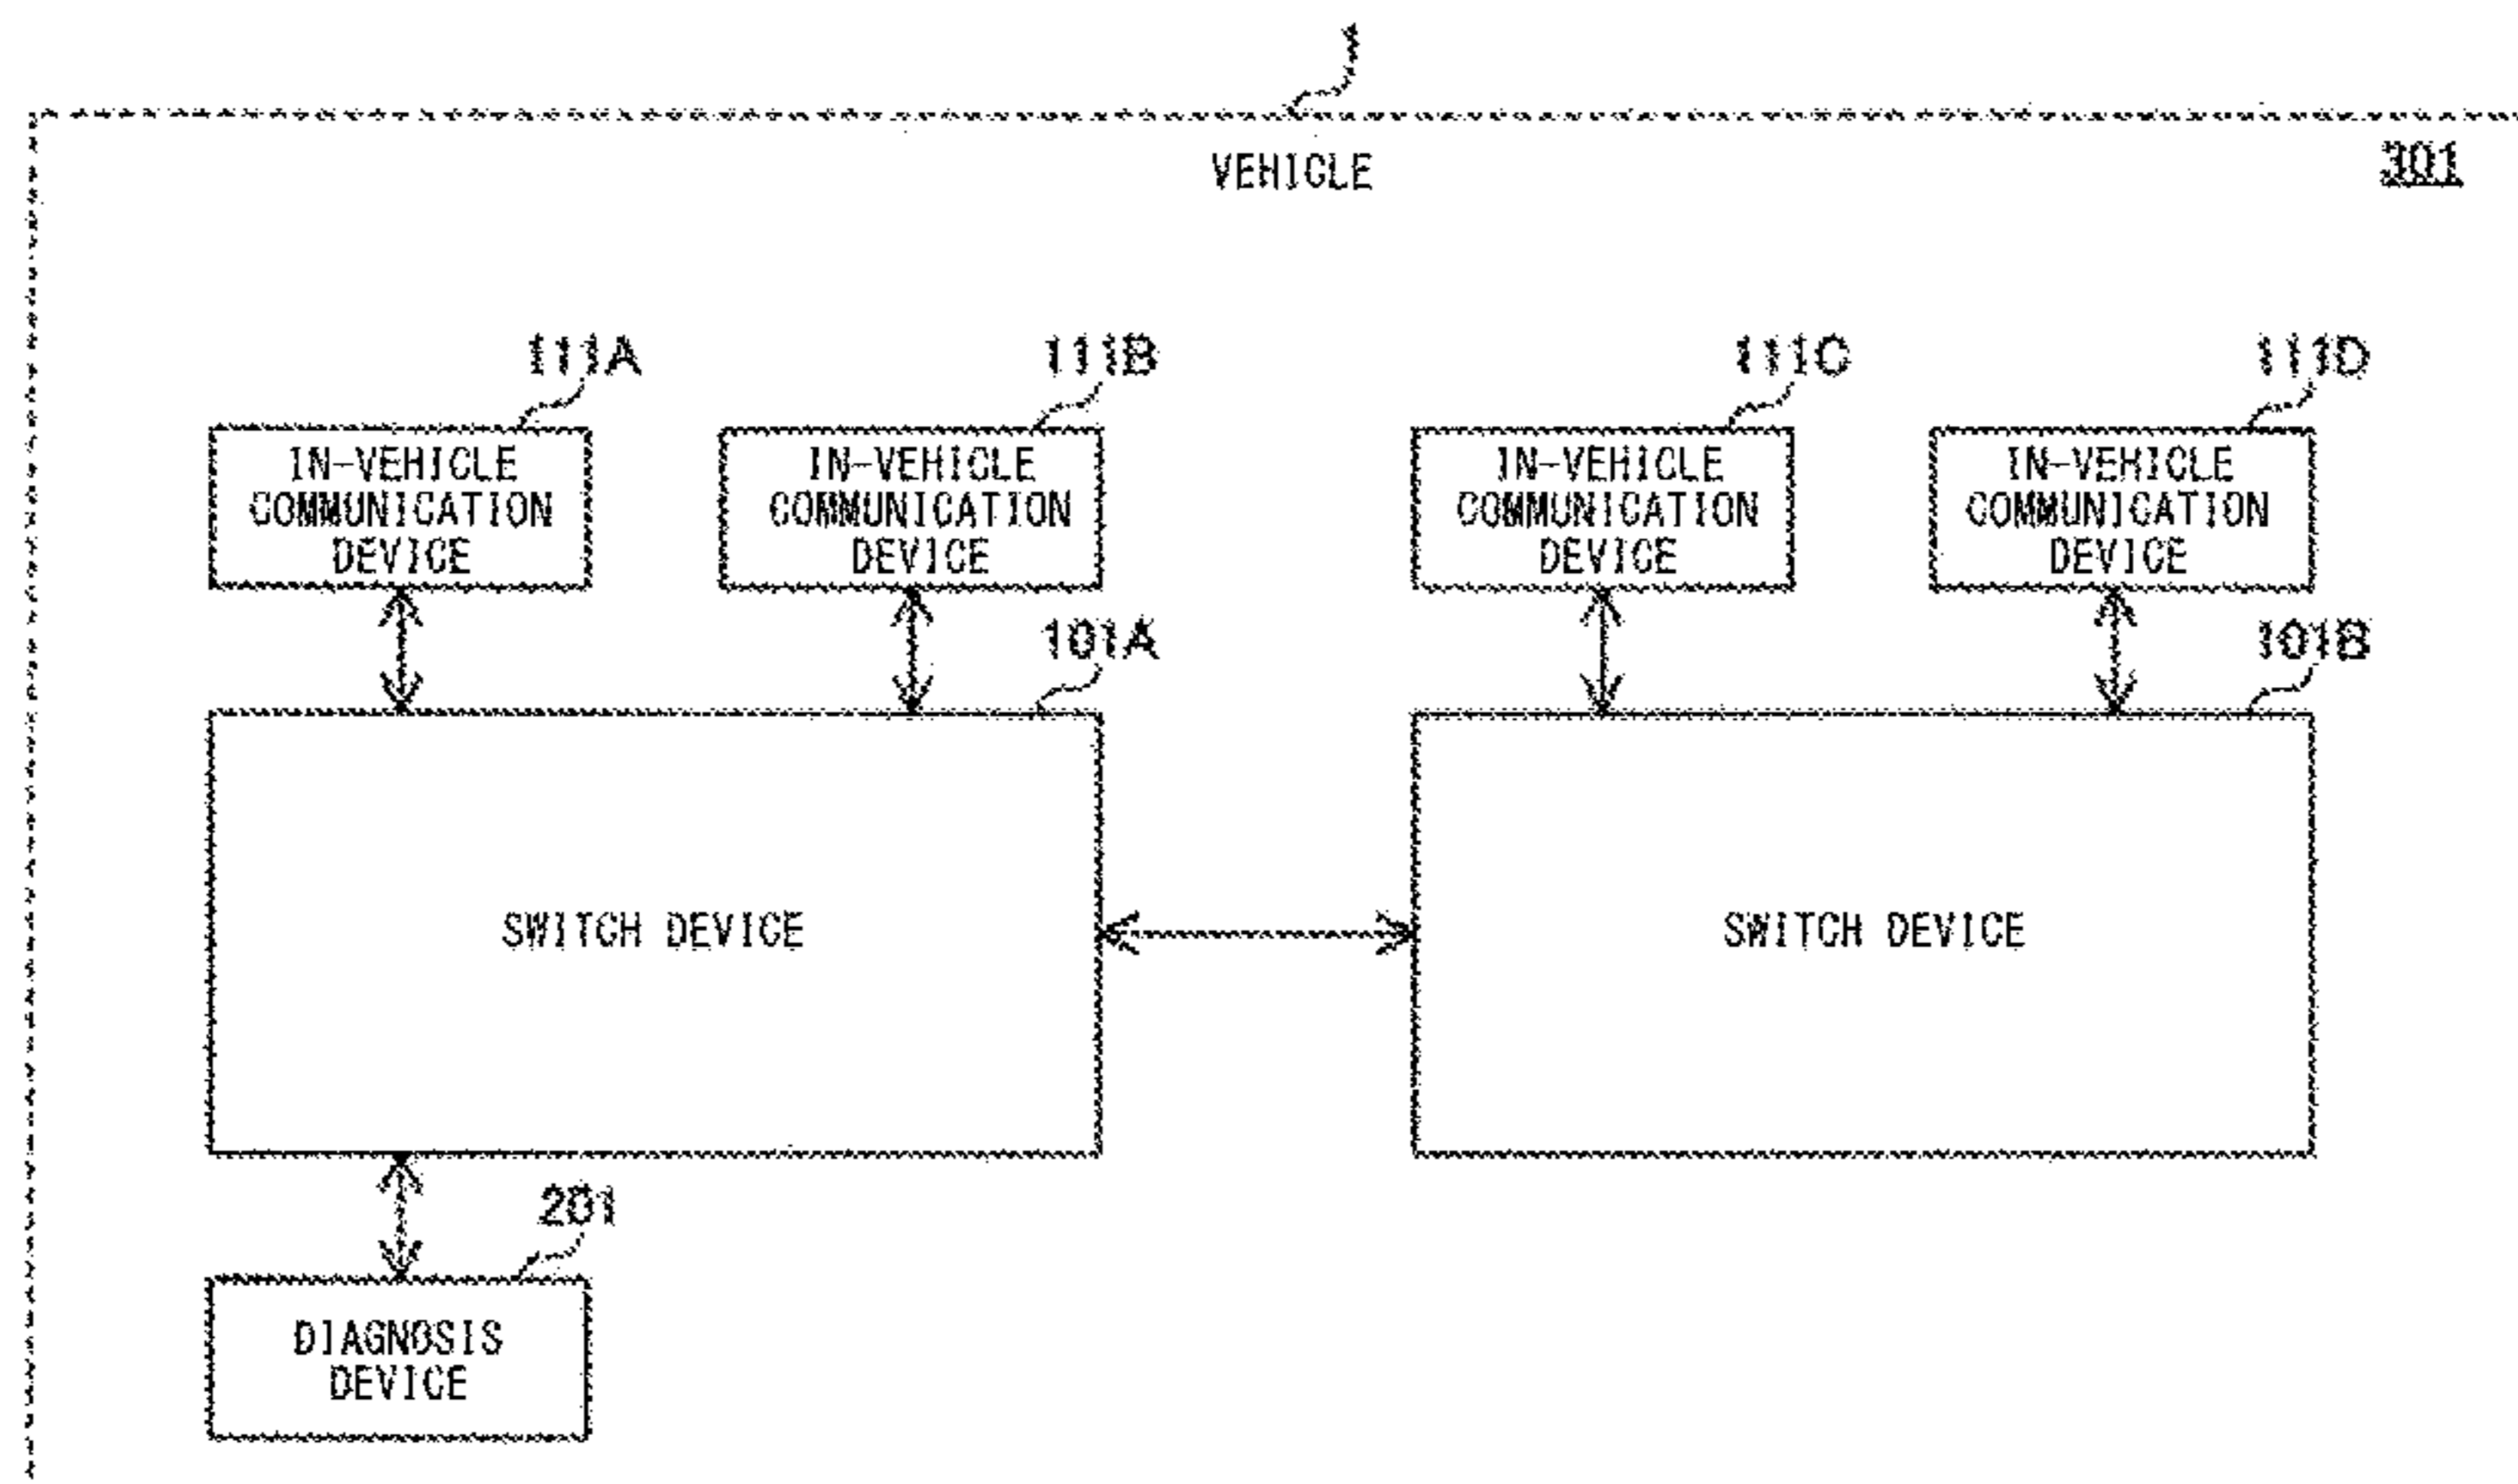 1
VEHICLE
301
111A
111B
111C
111D
IN-VEHICLE
COMMUNICATION
DEVICE
IN-VEHICLE
COMMUNICATION
DEVICE
IN-VEHICLE
COMMUNICATION
DEVICE
IN-VEHICLE
COMMUNICATION
DEVICE
101A
101B
SWITCH DEVICE
SWITCH DEVICE
201
DIAGNOSIS
DEVICE